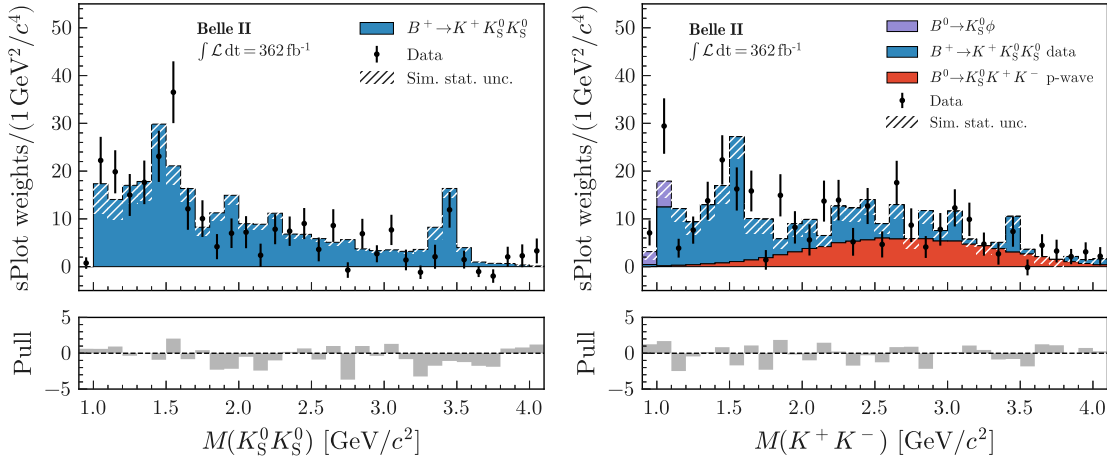 sPlot weights/(1 GeV²/c⁴)
50
40
30
20
10
0
Belle II
∫ℒ dt = 362 fb⁻¹
B⁺→K⁺K⁰_S K⁰_S
Data
Sim. stat. unc.
Pull
5
0
−5
1.0 1.5 2.0 2.5 3.0 3.5 4.0
M(K⁰_S K⁰_S) [GeV/c²]
sPlot weights/(1 GeV²/c⁴)
50
40
30
20
10
0
Belle II
∫ℒ dt = 362 fb⁻¹
B⁰→K⁰_S ϕ
B⁺→K⁺K⁰_S K⁰_S data
B⁰→K⁰_S K⁺K⁻ p-wave
Data
Sim. stat. unc.
Pull
5
0
−5
1.0 1.5 2.0 2.5 3.0 3.5 4.0
M(K⁺K⁻) [GeV/c²]